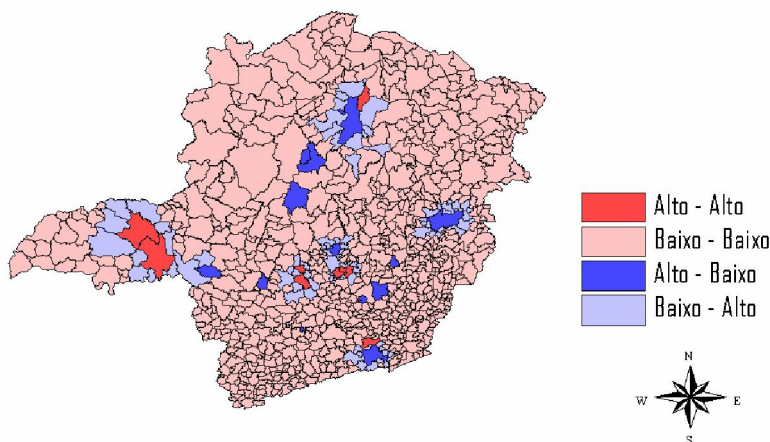 Alto - Alto
Baixo - Baixo
Alto - Baixo
Baixo - Alto
N
W E
S